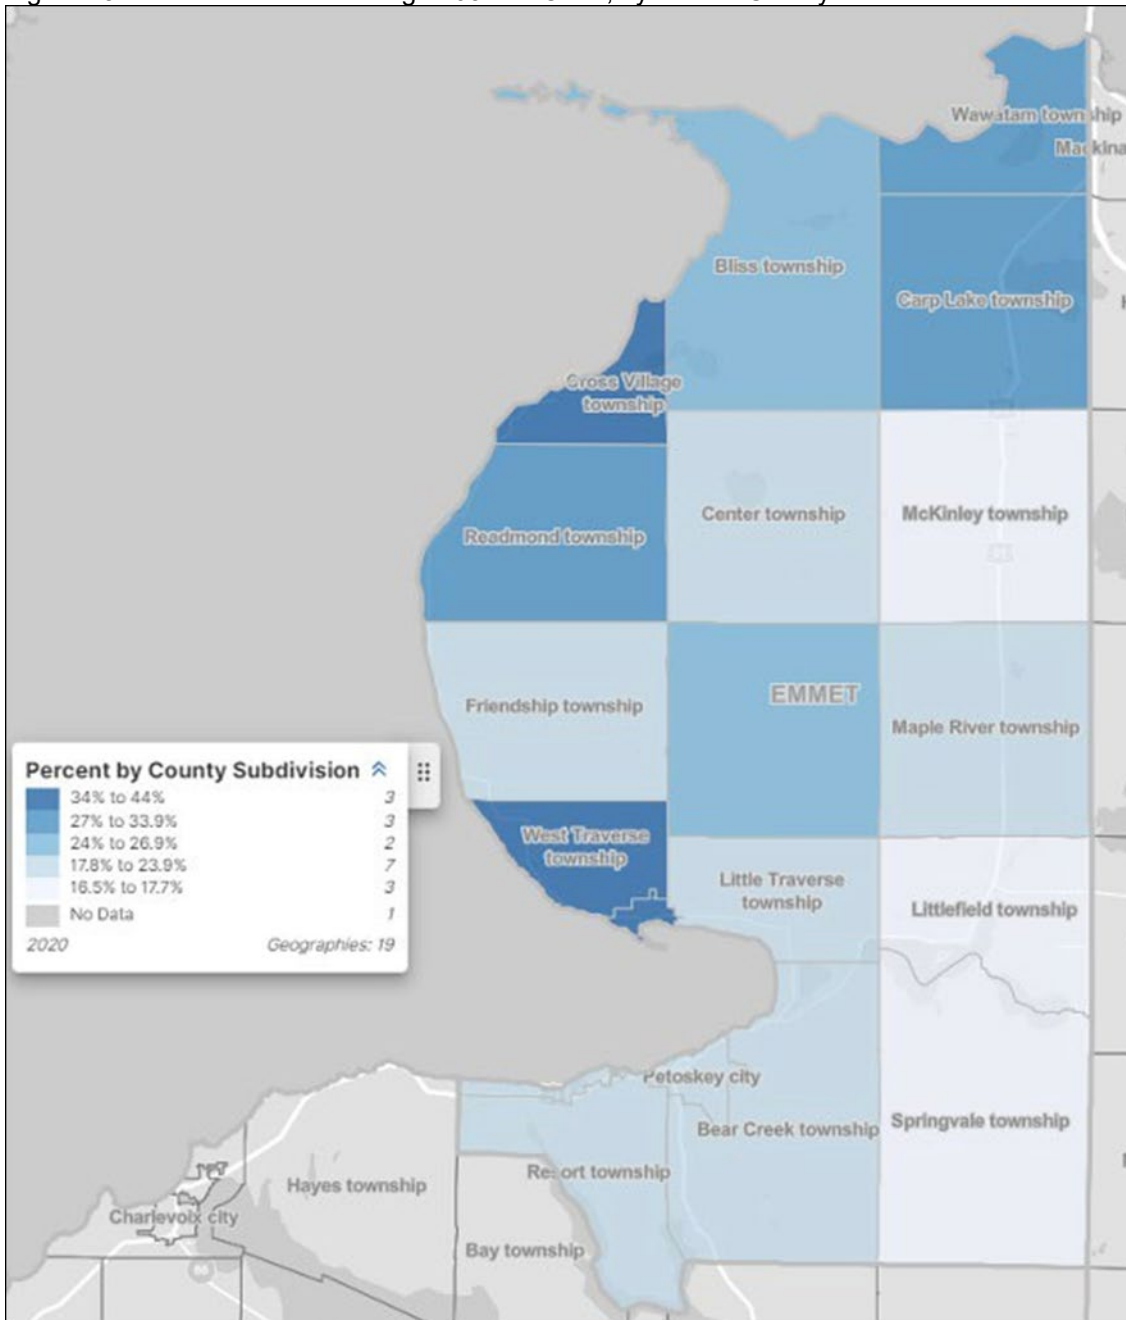 Wawatam township
Bliss township
Carp Lake township
Cross Village
township
Center township
McKinley township
Readmond township
EMMET
Friendship township
Maple River township
Percent by County Subdivision
34% to 44% 3
27% to 33.9% 3
24% to 26.9% 2
17.8% to 23.9% 7
16.5% to 17.7% 3
No Data 1
2020 Geographies: 19
West Traverse
township
Little Traverse
township
Littlefield township
Petoskey city
Bear Creek township
Springvale township
Resort township
Hayes township
Charlevoix city
Bay township